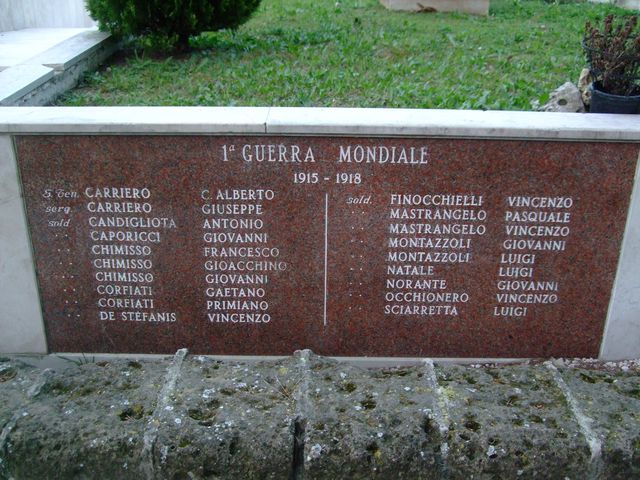 1ª GUERRA MONDIALE
1915 - 1918
S. Ten. CARRIERO C. ALBERTO
serg. CARRIERO GIUSEPPE
sold. CANDIGLIOTA ANTONIO
" CAPORICCI GIOVANNI
" CHIMISSO FRANCESCO
" CHIMISSO GIOACCHINO
" CHIMISSO GIOVANNI
" CORFIATI GAETANO
" CORFIATI PRIMIANO
" DE STEFANIS VINCENZO
sold. FINOCCHIELLI VINCENZO
" MASTRANGELO PASQUALE
" MASTRANGELO VINCENZO
" MONTAZZOLI GIOVANNI
" MONTAZZOLI LUIGI
" NATALE LUIGI
" NORANTE GIOVANNI
" OCCHIONERO VINCENZO
" SCIARRETTA LUIGI